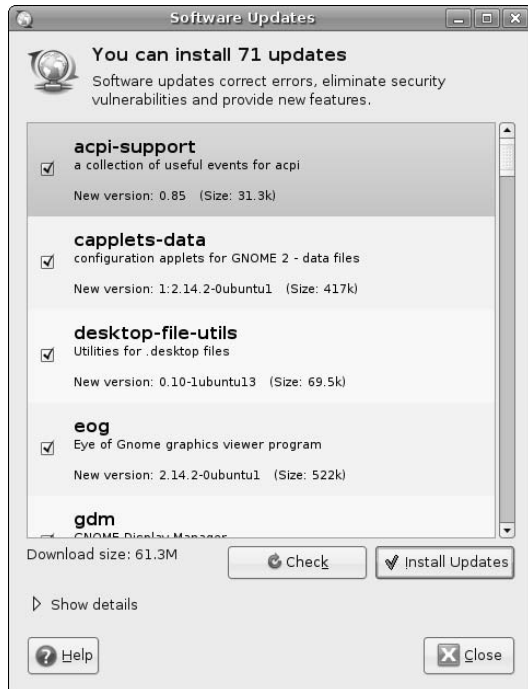 Software Updates
You can install 71 updates
Software updates correct errors, eliminate security
vulnerabilities and provide new features.
acpi-support
a collection of useful events for acpi
New version: 0.85 (Size: 31.3k)
capplets-data
configuration applets for GNOME 2 - data files
New version: 1:2.14.2-0ubuntu1 (Size: 417k)
desktop-file-utils
Utilities for .desktop files
New version: 0.10-1ubuntu13 (Size: 69.5k)
eog
Eye of Gnome graphics viewer program
New version: 2.14.2-0ubuntu1 (Size: 522k)
gdm
GNOME Display Manager
Download size: 61.3M
Check
Install Updates
Show details
Help
Close